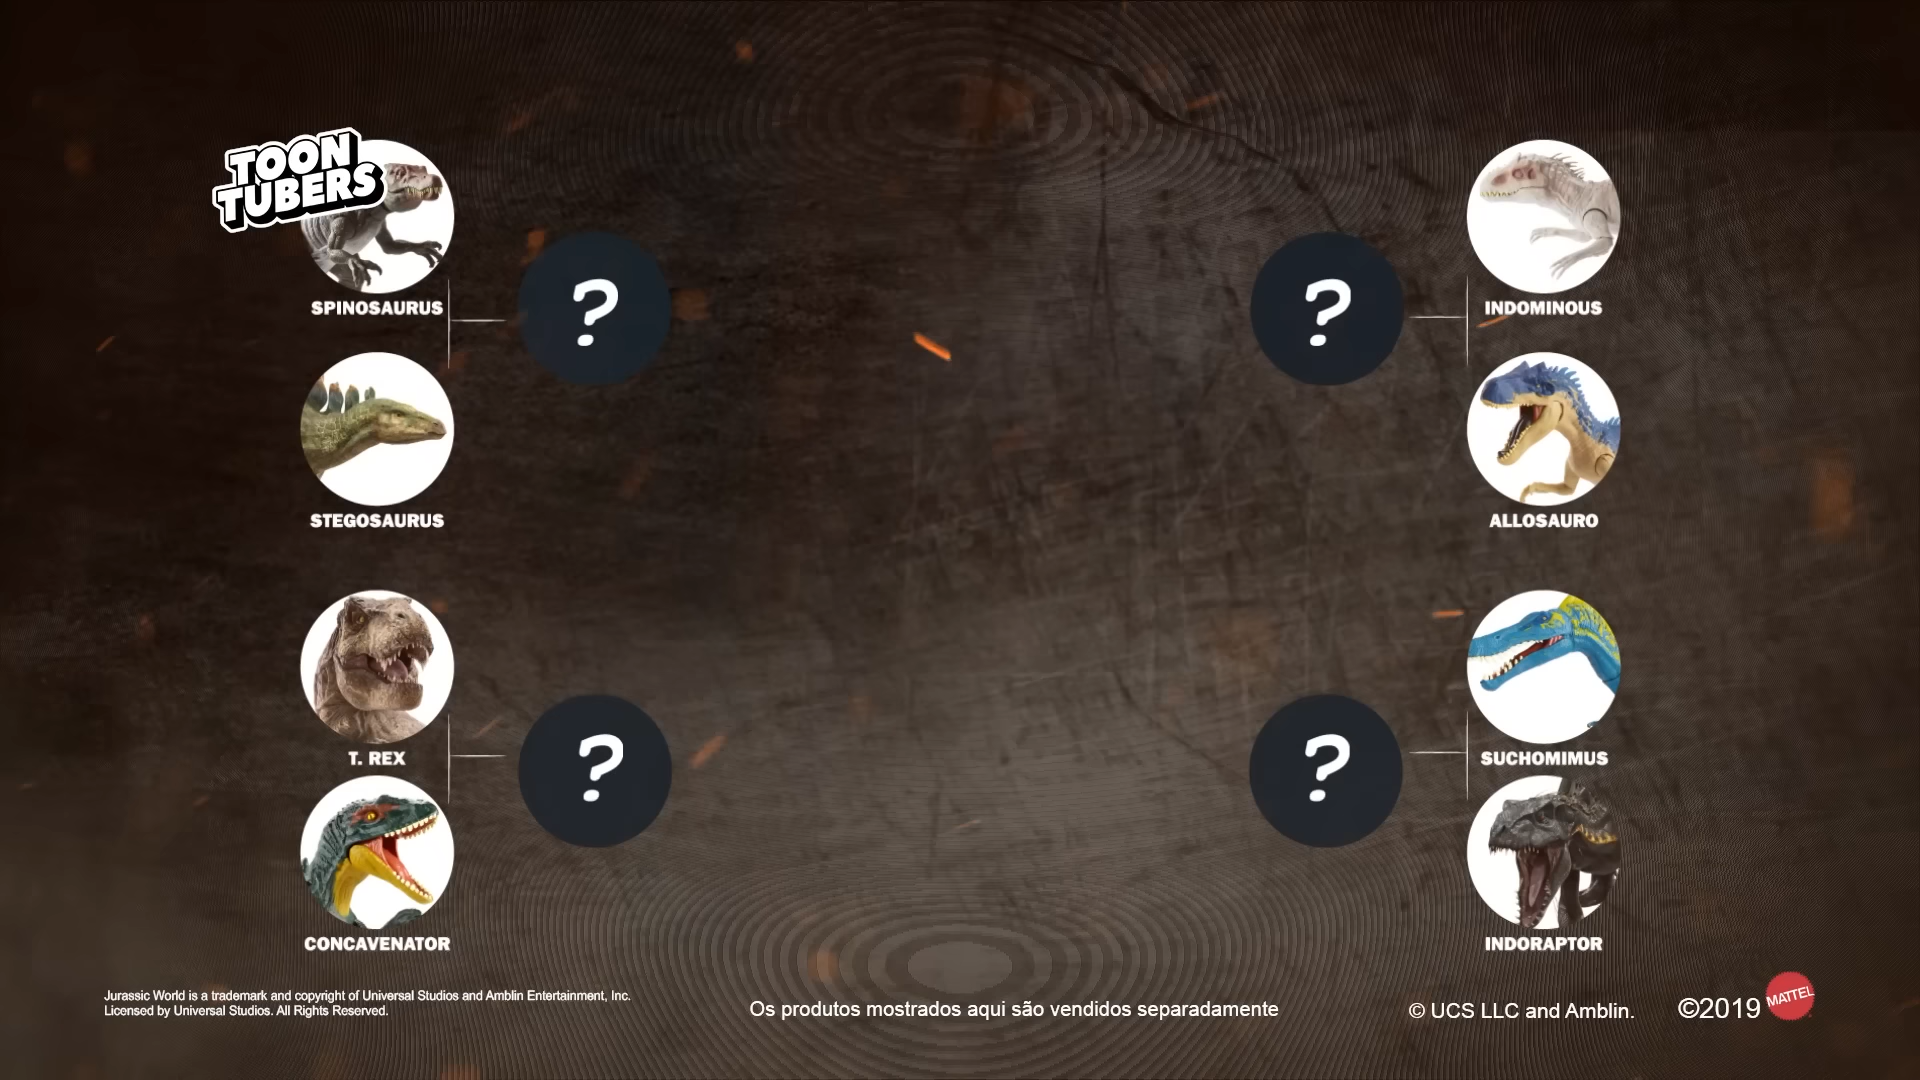 TOON
TUBERS
SPINOSAURUS
?
STEGOSAURUS
?
INDOMINOUS
ALLOSAURO
T. REX
?
CONCAVENATOR
?
SUCHOMIMUS
INDORAPTOR
Jurassic World is a trademark and copyright of Universal Studios and Amblin Entertainment, Inc.
Licensed by Universal Studios. All Rights Reserved.
Os produtos mostrados aqui são vendidos separadamente
© UCS LLC and Amblin.
©2019
MATTEL